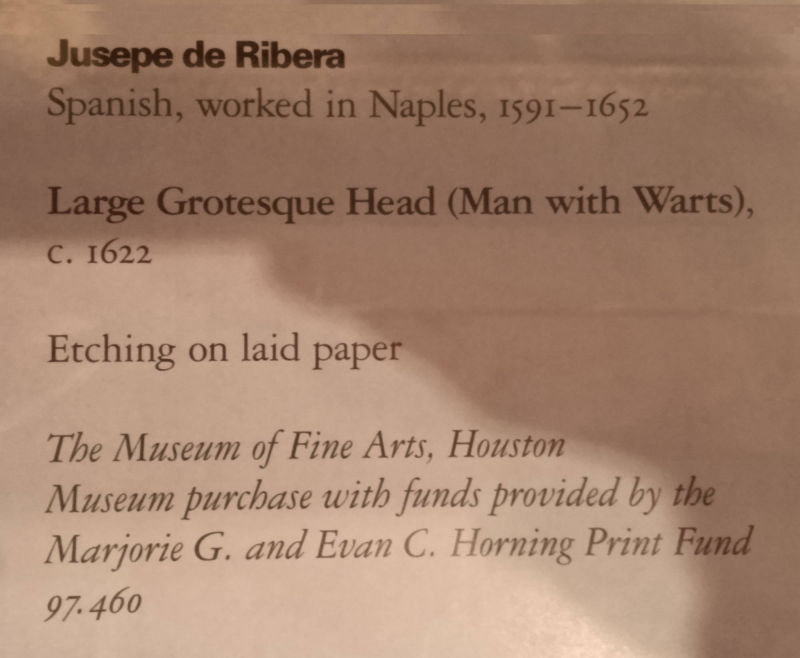 Jusepe de Ribera
Spanish, worked in Naples, 1591–1652
Large Grotesque Head (Man with Warts),
c. 1622
Etching on laid paper
The Museum of Fine Arts, Houston
Museum purchase with funds provided by the
Marjorie G. and Evan C. Horning Print Fund
97.460